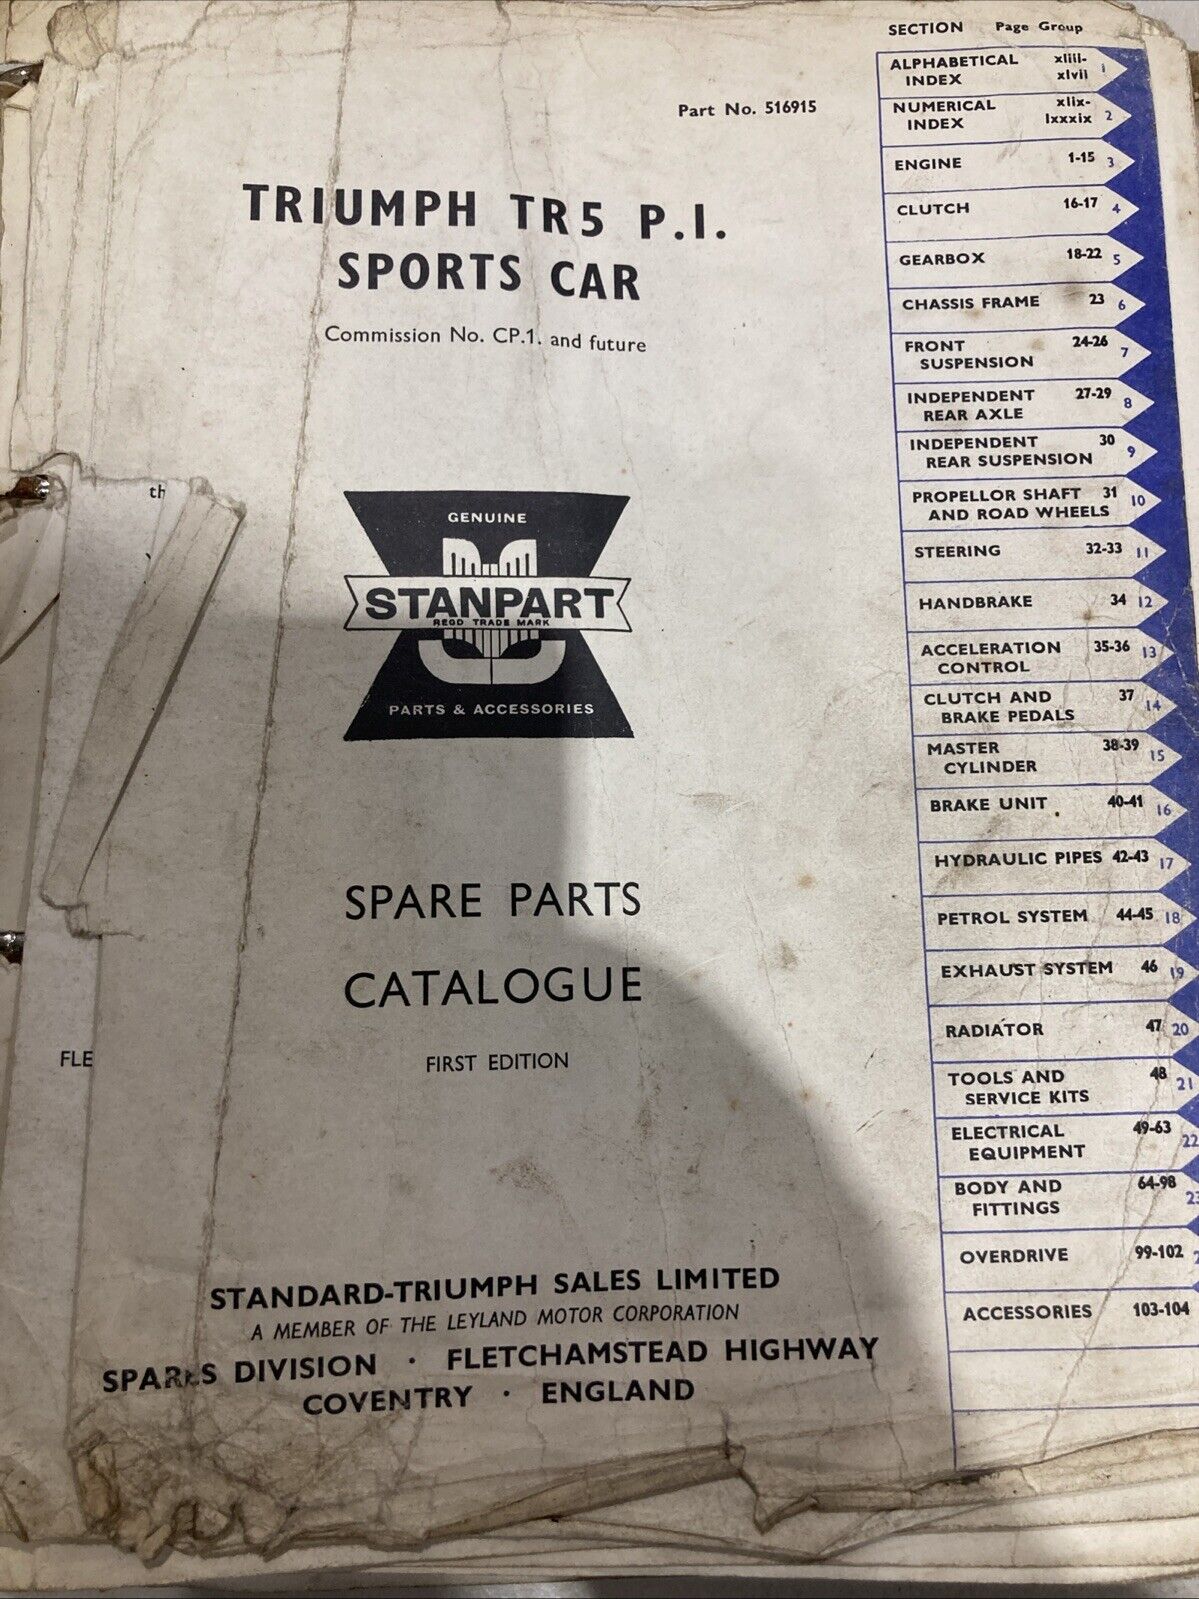 SECTION Page Group
Part No. 516915
TRIUMPH TR5 P.I.
SPORTS CAR
Commission No. CP.1. and future
GENUINE
STANPART
REGD TRADE MARK
PARTS & ACCESSORIES
SPARE PARTS
CATALOGUE
FIRST EDITION
STANDARD-TRIUMPH SALES LIMITED
A MEMBER OF THE LEYLAND MOTOR CORPORATION
SPARES DIVISION · FLETCHAMSTEAD HIGHWAY
COVENTRY · ENGLAND
th
FLE
ALPHABETICAL xliii-
INDEX xlvii 1
NUMERICAL xlix-
INDEX lxxxix 2
ENGINE 1-15 3
CLUTCH 16-17 4
GEARBOX 18-22 5
CHASSIS FRAME 23 6
FRONT 24-26
SUSPENSION 7
INDEPENDENT 27-29
REAR AXLE 8
INDEPENDENT 30
REAR SUSPENSION 9
PROPELLOR SHAFT 31
AND ROAD WHEELS 10
STEERING 32-33 11
HANDBRAKE 34 12
ACCELERATION 35-36
CONTROL 13
CLUTCH AND 37
BRAKE PEDALS 14
MASTER 38-39
CYLINDER 15
BRAKE UNIT 40-41 16
HYDRAULIC PIPES 42-43 17
PETROL SYSTEM 44-45 18
EXHAUST SYSTEM 46 19
RADIATOR 47 20
TOOLS AND 48
SERVICE KITS 21
ELECTRICAL 49-63
EQUIPMENT 22
BODY AND 64-98
FITTINGS 23
OVERDRIVE 99-102 2
ACCESSORIES 103-104